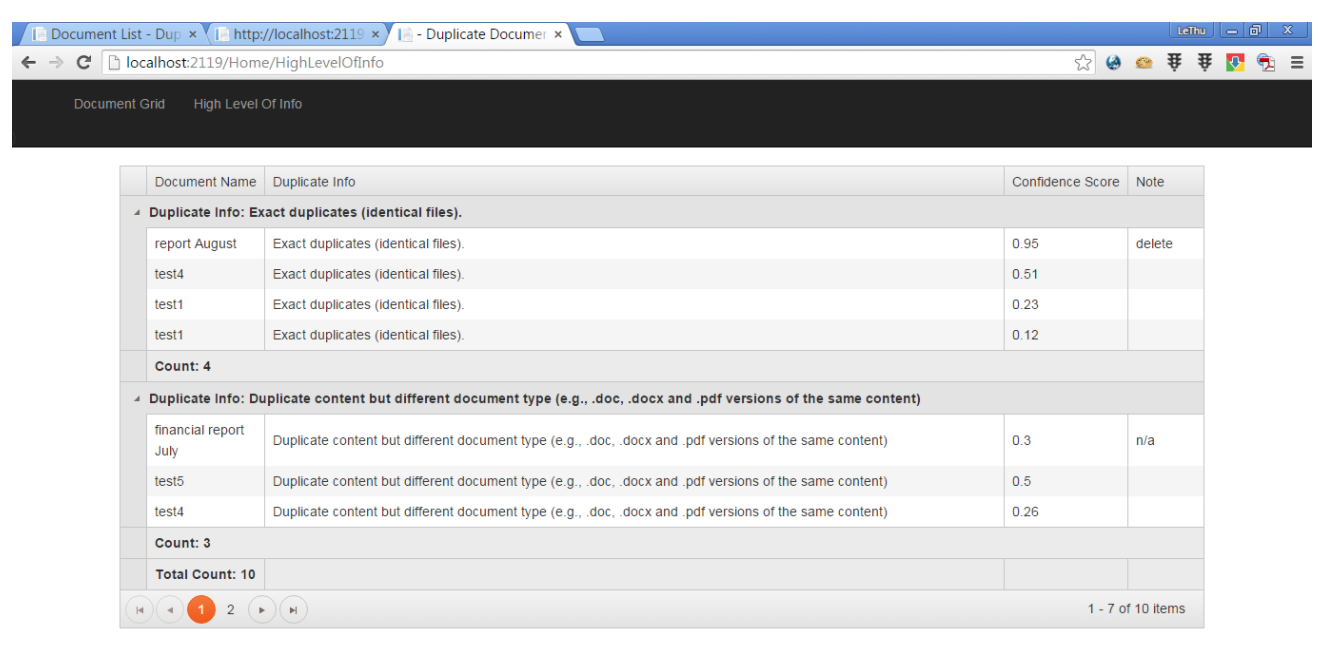 Document List - Dup × http://localhost:2119 × - Duplicate Documen × LeThu
localhost:2119/Home/HighLevelOfInfo
Document Grid High Level Of Info
Document Name Duplicate Info Confidence Score Note
Duplicate Info: Exact duplicates (identical files).
report August Exact duplicates (identical files). 0.95 delete
test4 Exact duplicates (identical files). 0.51
test1 Exact duplicates (identical files). 0.23
test1 Exact duplicates (identical files). 0.12
Count: 4
Duplicate Info: Duplicate content but different document type (e.g., .doc, .docx and .pdf versions of the same content)
financial report
July Duplicate content but different document type (e.g., .doc, .docx and .pdf versions of the same content) 0.3 n/a
test5 Duplicate content but different document type (e.g., .doc, .docx and .pdf versions of the same content) 0.5
test4 Duplicate content but different document type (e.g., .doc, .docx and .pdf versions of the same content) 0.26
Count: 3
Total Count: 10
1 2 1 - 7 of 10 items